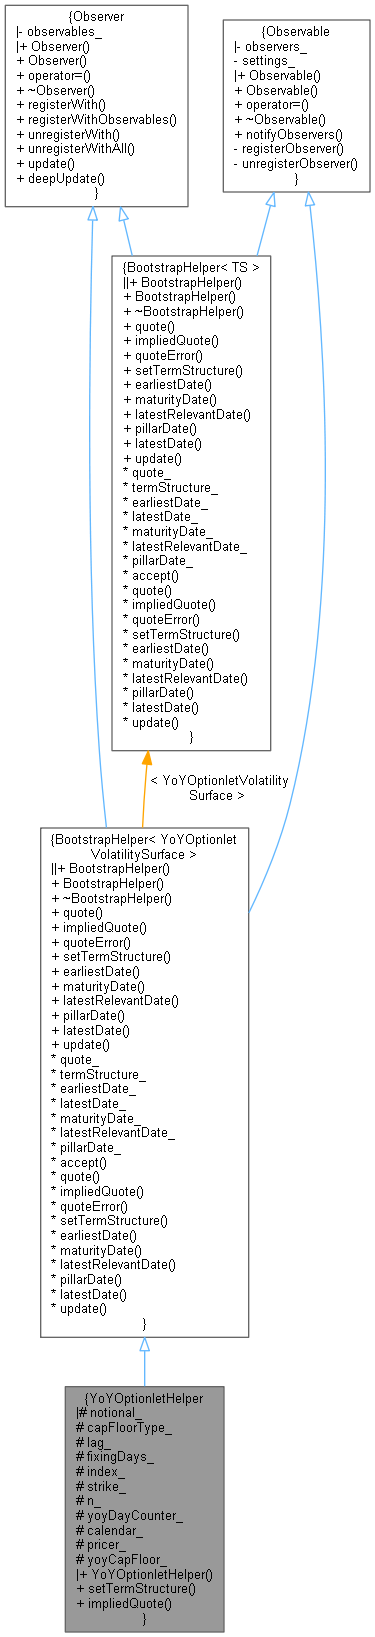 {Observer
|- observables_
|+ Observer()
+ Observer()
+ operator=()
+ ~Observer()
+ registerWith()
+ registerWithObservables()
+ unregisterWith()
+ unregisterWithAll()
+ update()
+ deepUpdate()
}
{Observable
|- observers_
- settings_
|+ Observable()
+ Observable()
+ operator=()
+ ~Observable()
+ notifyObservers()
- registerObserver()
- unregisterObserver()
}
{BootstrapHelper< TS >
||+ BootstrapHelper()
+ BootstrapHelper()
+ ~BootstrapHelper()
+ quote()
+ impliedQuote()
+ quoteError()
+ setTermStructure()
+ earliestDate()
+ maturityDate()
+ latestRelevantDate()
+ pillarDate()
+ latestDate()
+ update()
* quote_
* termStructure_
* earliestDate_
* latestDate_
* maturityDate_
* latestRelevantDate_
* pillarDate_
* accept()
* quote()
* impliedQuote()
* quoteError()
* setTermStructure()
* earliestDate()
* maturityDate()
* latestRelevantDate()
* pillarDate()
* latestDate()
* update()
}
< YoYOptionletVolatility
Surface >
{BootstrapHelper< YoYOptionlet
VolatilitySurface >
||+ BootstrapHelper()
+ BootstrapHelper()
+ ~BootstrapHelper()
+ quote()
+ impliedQuote()
+ quoteError()
+ setTermStructure()
+ earliestDate()
+ maturityDate()
+ latestRelevantDate()
+ pillarDate()
+ latestDate()
+ update()
* quote_
* termStructure_
* earliestDate_
* latestDate_
* maturityDate_
* latestRelevantDate_
* pillarDate_
* accept()
* quote()
* impliedQuote()
* quoteError()
* setTermStructure()
* earliestDate()
* maturityDate()
* latestRelevantDate()
* pillarDate()
* latestDate()
* update()
}
{YoYOptionletHelper
|# notional_
# capFloorType_
# lag_
# fixingDays_
# index_
# strike_
# n_
# yoyDayCounter_
# calendar_
# pricer_
# yoyCapFloor_
|+ YoYOptionletHelper()
+ setTermStructure()
+ impliedQuote()
}